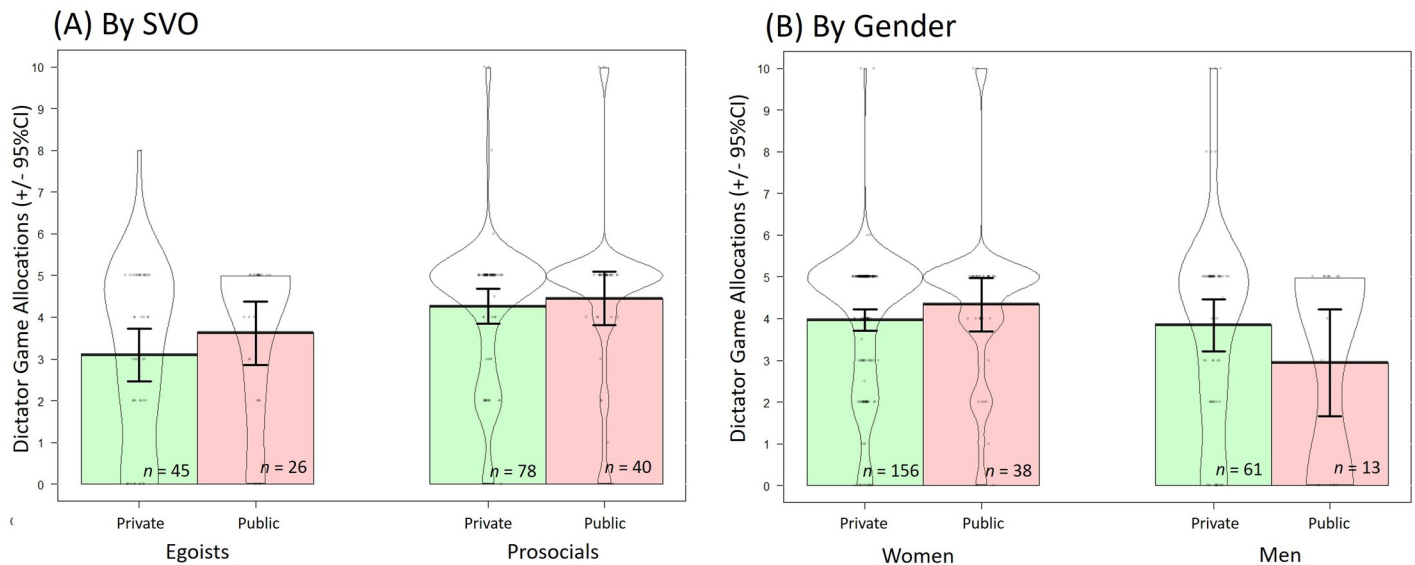 (A) By SVO
Dictator Game Allocations (+/- 95%CI)
10
9
8
7
6
5
4
3
2
1
0
n = 45
n = 26
n = 78
n = 40
Private
Public
Private
Public
Egoists
Prosocials
(B) By Gender
Dictator Game Allocations (+/- 95%CI)
10
9
8
7
6
5
4
3
2
1
0
n = 156
n = 38
n = 61
n = 13
Private
Public
Private
Public
Women
Men